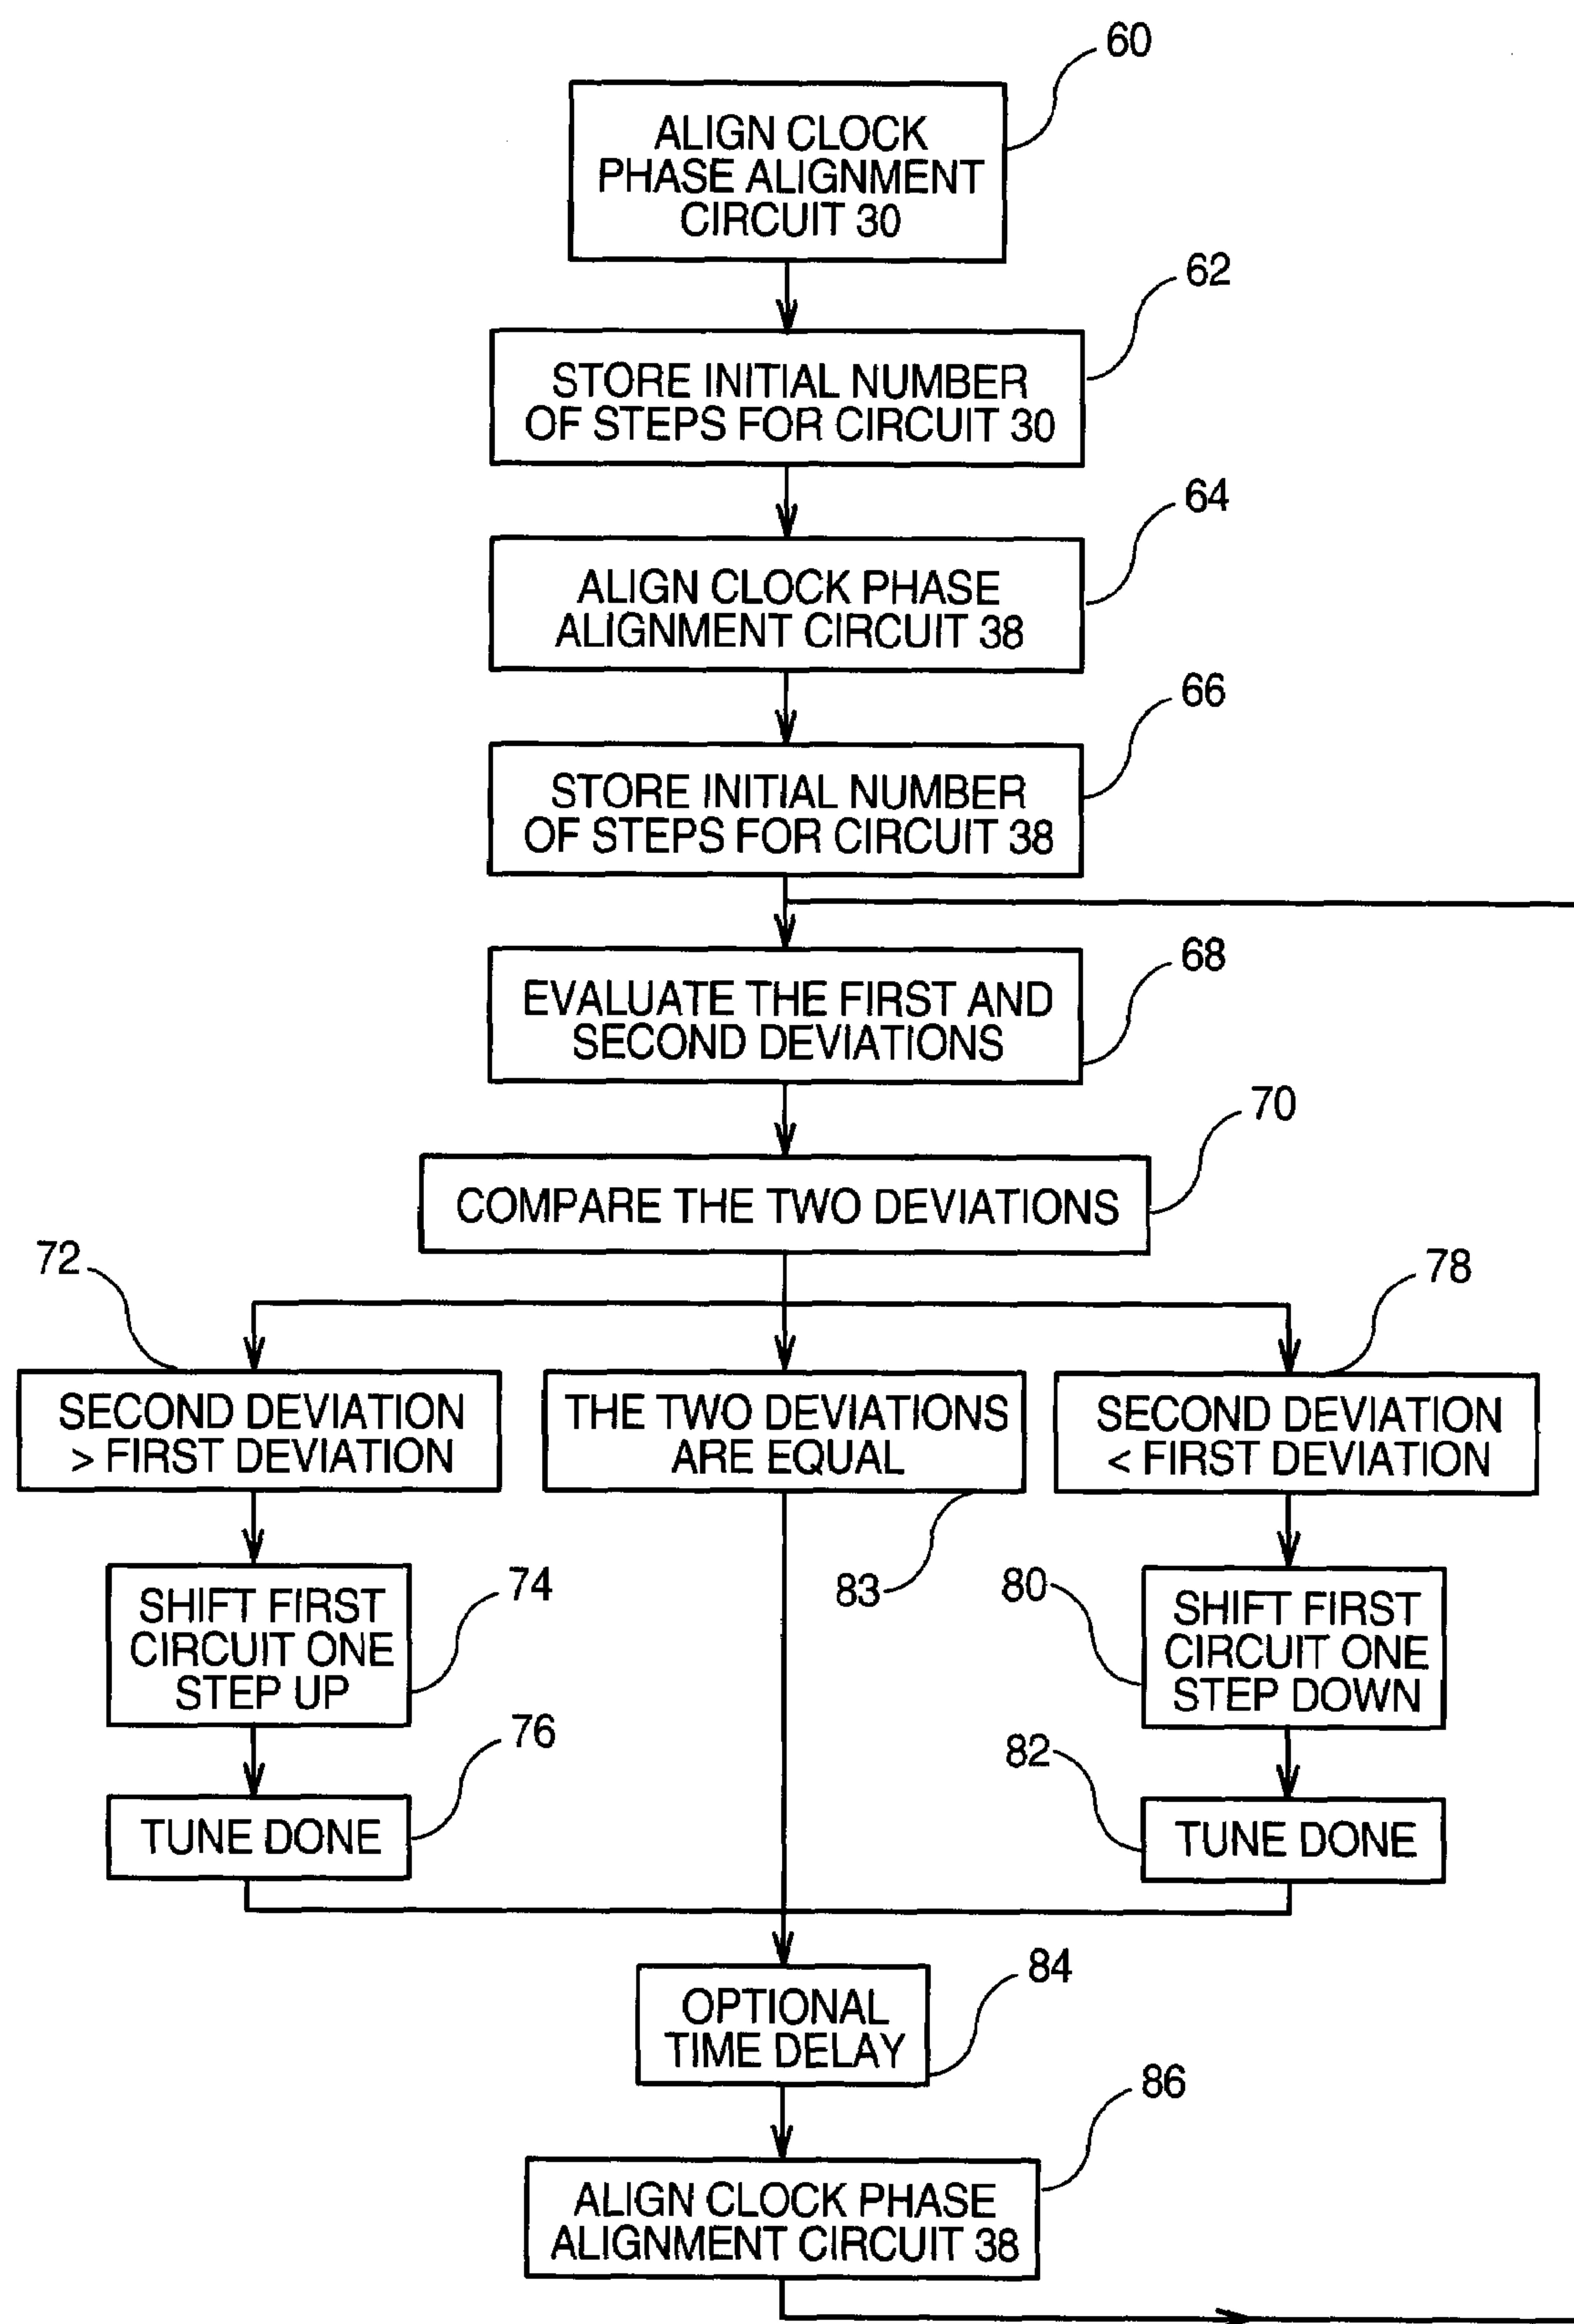 60
ALIGN CLOCK
PHASE ALIGNMENT
CIRCUIT 30
62
STORE INITIAL NUMBER
OF STEPS FOR CIRCUIT 30
64
ALIGN CLOCK PHASE
ALIGNMENT CIRCUIT 38
66
STORE INITIAL NUMBER
OF STEPS FOR CIRCUIT 38
68
EVALUATE THE FIRST AND
SECOND DEVIATIONS
70
COMPARE THE TWO DEVIATIONS
72
SECOND DEVIATION
> FIRST DEVIATION
THE TWO DEVIATIONS
ARE EQUAL
83
78
SECOND DEVIATION
< FIRST DEVIATION
74
SHIFT FIRST
CIRCUIT ONE
STEP UP
80
SHIFT FIRST
CIRCUIT ONE
STEP DOWN
76
TUNE DONE
82
TUNE DONE
84
OPTIONAL
TIME DELAY
86
ALIGN CLOCK PHASE
ALIGNMENT CIRCUIT 38